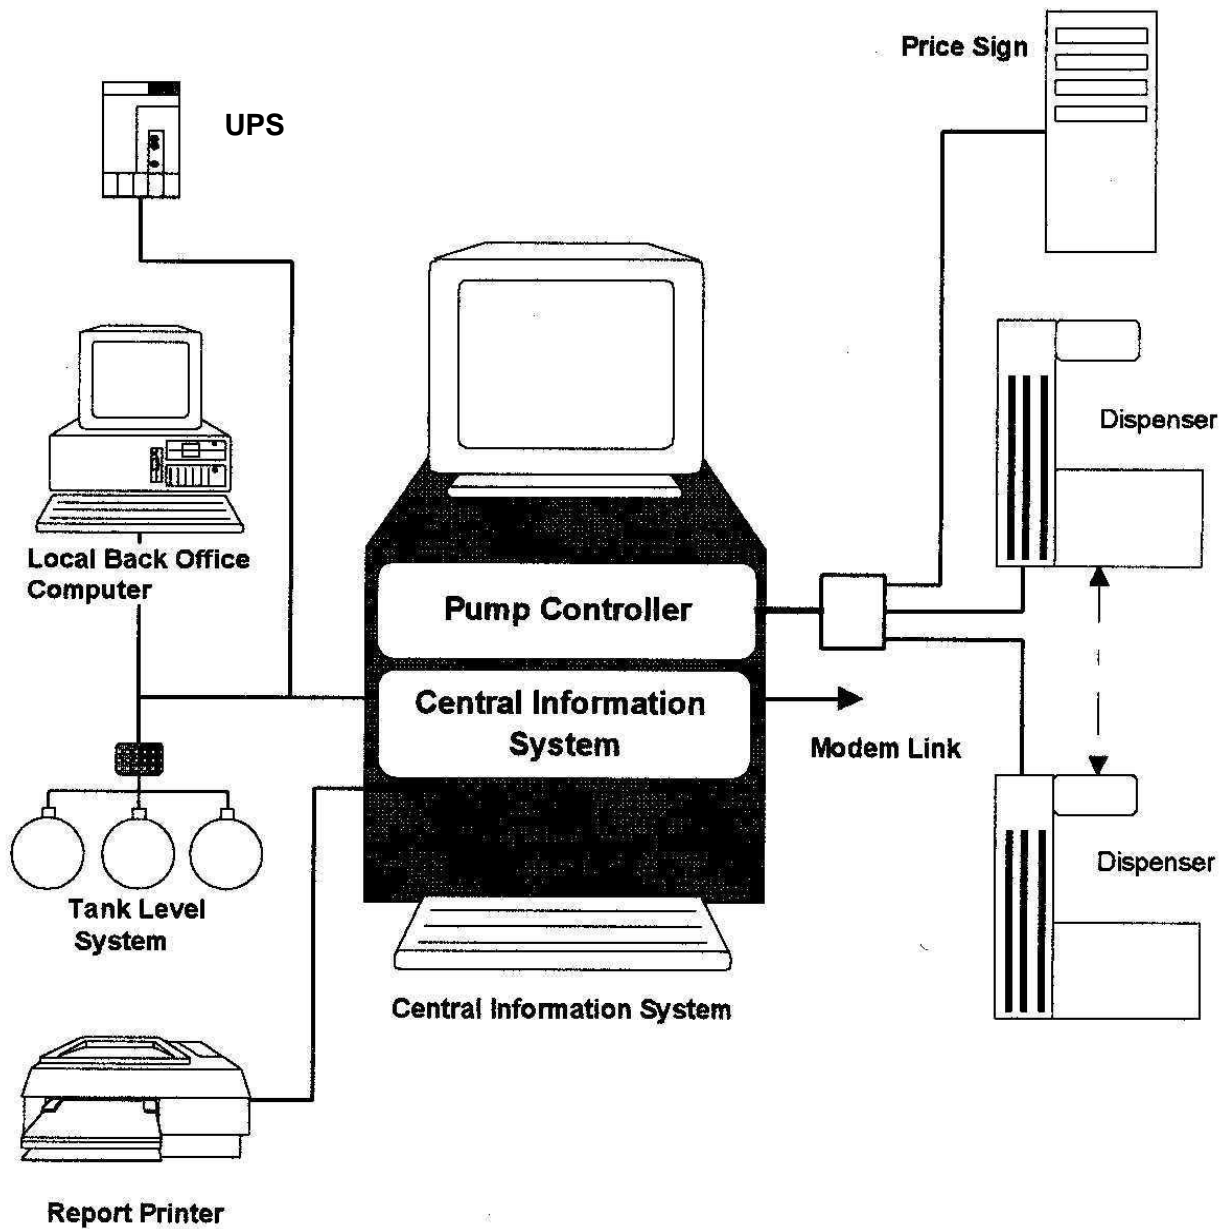 Price Sign
UPS
Dispenser
Local Back Office
Computer
Pump Controller
Central Information
System
Modem Link
Dispenser
Tank Level
System
Central Information System
Report Printer